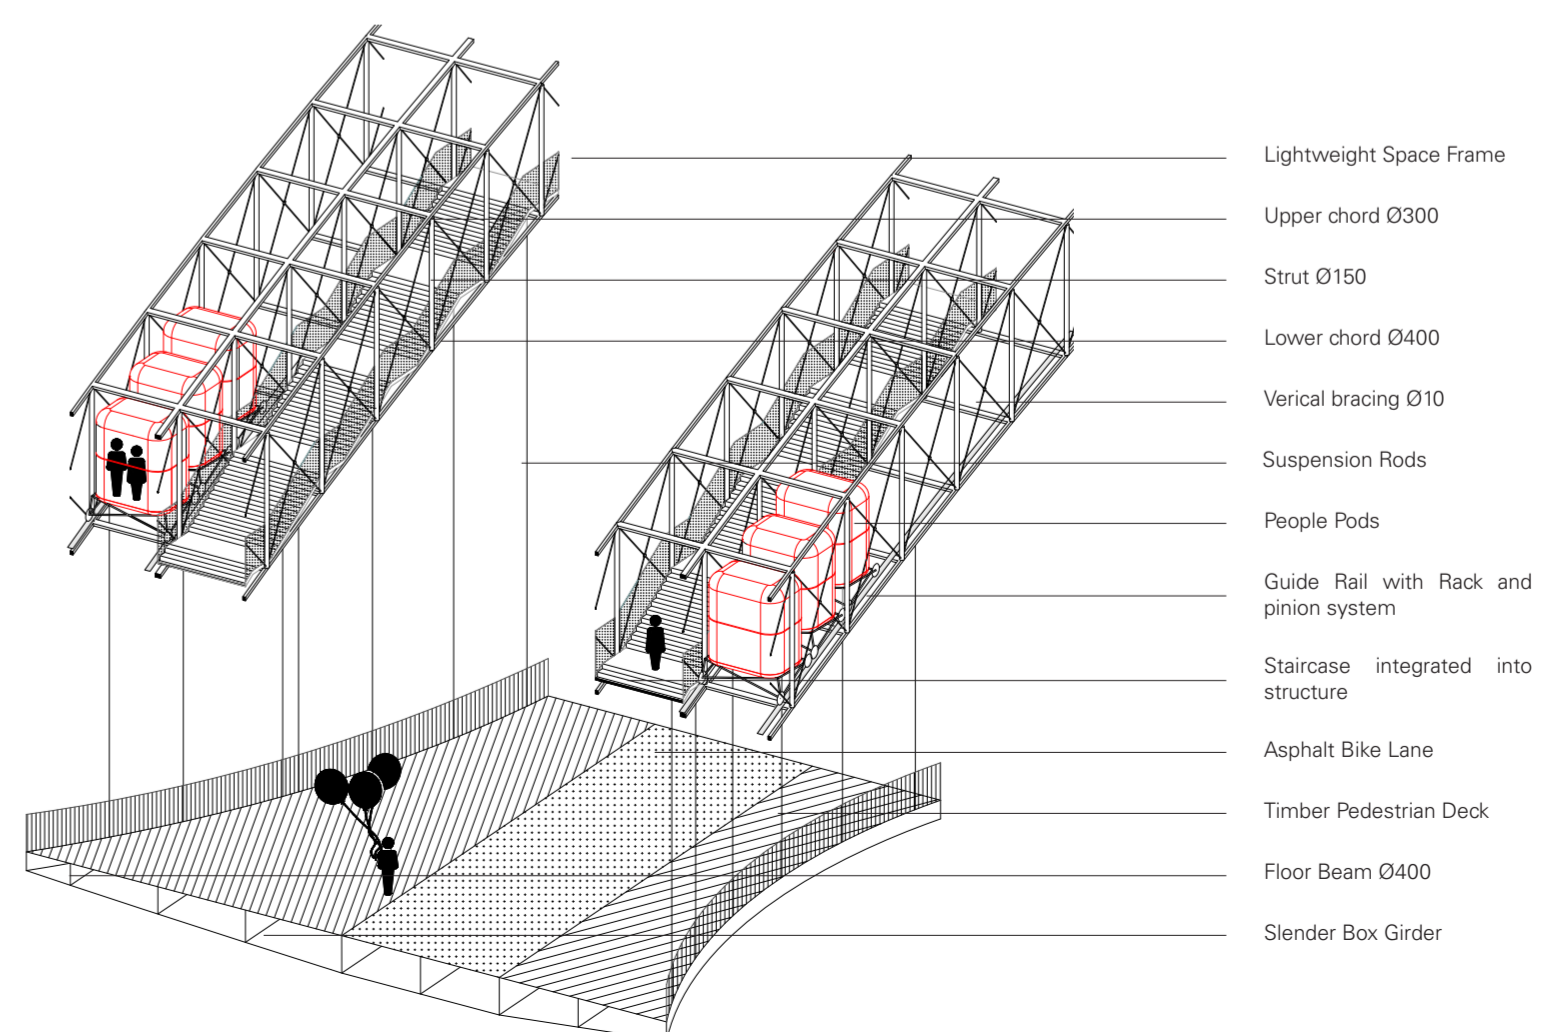 Lightweight Space Frame
Upper chord Ø300
Strut Ø150
Lower chord Ø400
Verical bracing Ø10
Suspension Rods
People Pods
Guide Rail with Rack and
pinion system
Staircase integrated into
structure
Asphalt Bike Lane
Timber Pedestrian Deck
Floor Beam Ø400
Slender Box Girder